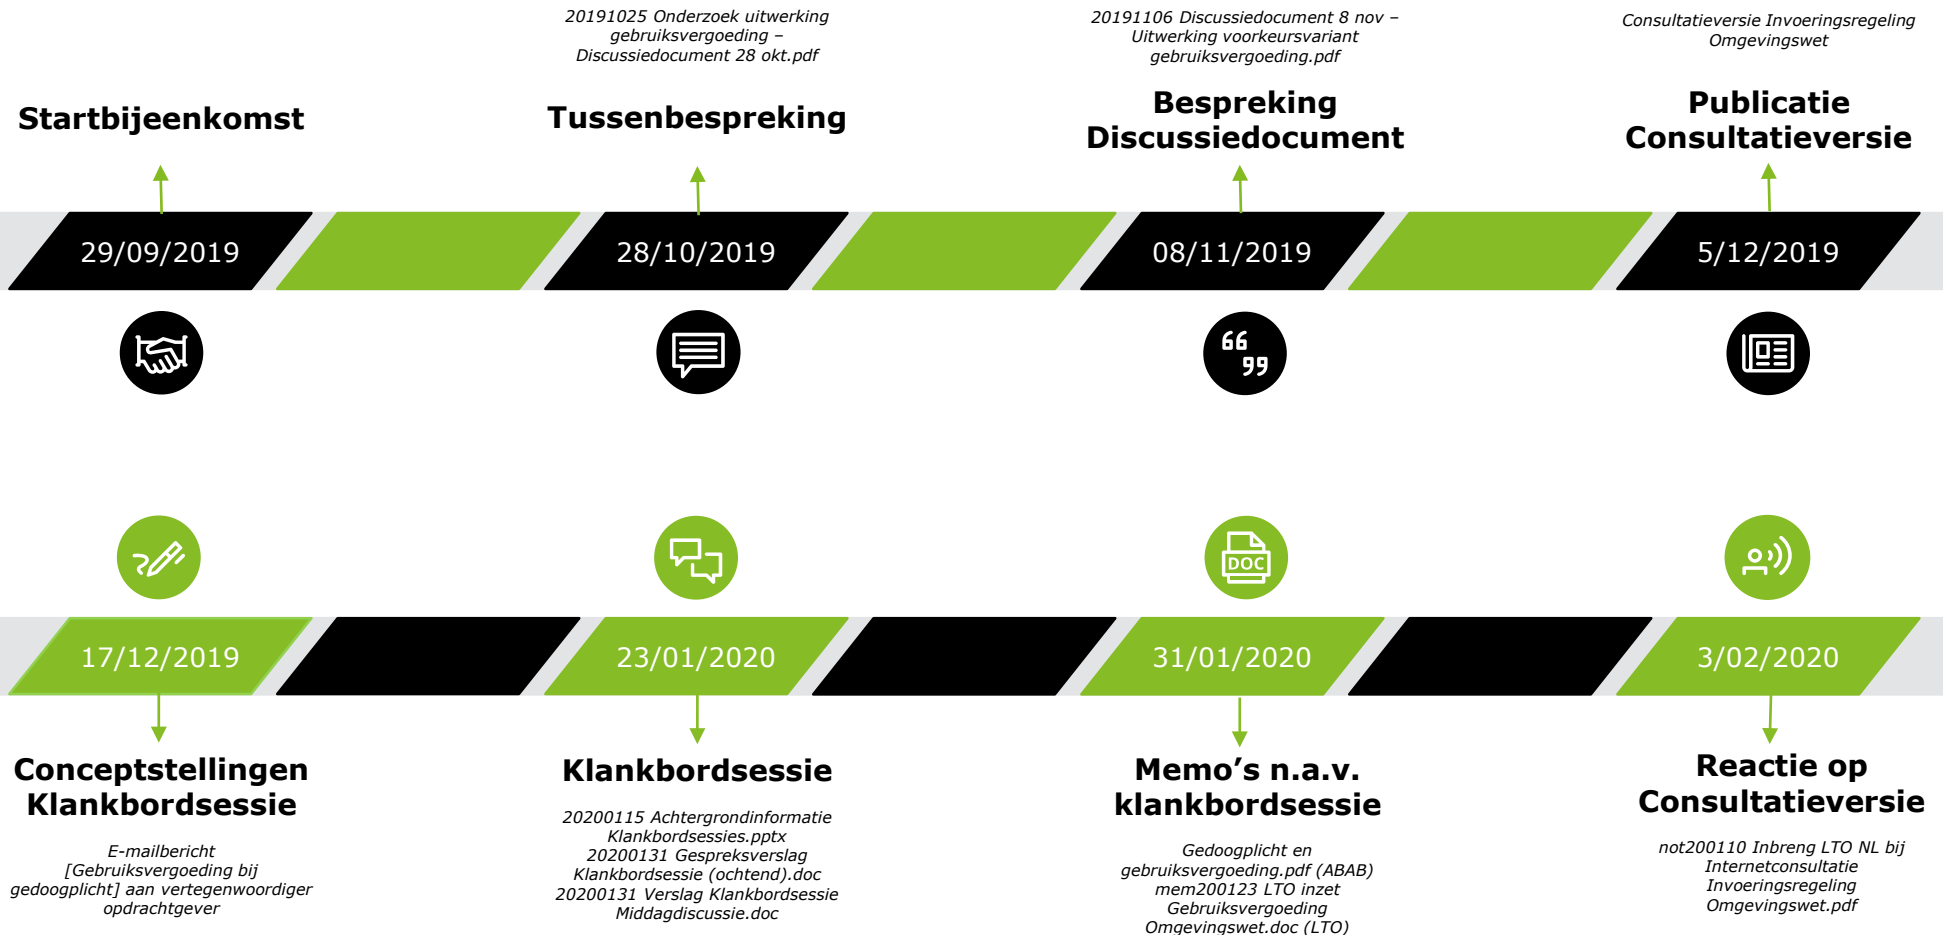 20191025 Onderzoek uitwerking
gebruiksvergoeding –
Discussiedocument 28 okt.pdf
20191106 Discussiedocument 8 nov –
Uitwerking voorkeursvariant
gebruiksvergoeding.pdf
Consultatieversie Invoeringsregeling
Omgevingswet
Startbijeenkomst
Tussenbespreking
Bespreking
Discussiedocument
Publicatie
Consultatieversie
29/09/2019
28/10/2019
08/11/2019
5/12/2019
DOC
17/12/2019
23/01/2020
31/01/2020
3/02/2020
Conceptstellingen
Klankbordsessie
E-mailbericht
[Gebruiksvergoeding bij
gedoogplicht] aan vertegenwoordiger
opdrachtgever
Klankbordsessie
20200115 Achtergrondinformatie
Klankbordsessies.pptx
20200131 Gespreksverslag
Klankbordsessie (ochtend).doc
20200131 Verslag Klankbordsessie
Middagdiscussie.doc
Memo’s n.a.v.
klankbordsessie
Gedoogplicht en
gebruiksvergoeding.pdf (ABAB)
mem200123 LTO inzet
Gebruiksvergoeding
Omgevingswet.doc (LTO)
Reactie op
Consultatieversie
not200110 Inbreng LTO NL bij
Internetconsultatie
Invoeringsregeling
Omgevingswet.pdf